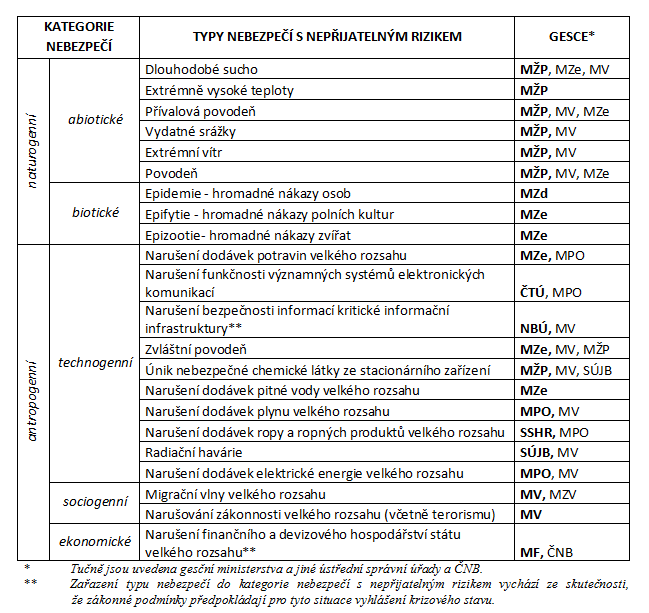 KATEGORIE NEBEZPEČÍ TYPY NEBEZPEČÍ S NEPŘIJATELNÝM RIZIKEM GESCE*
naturogenní
abiotické
Dlouhodobé sucho MŽP, MZe, MV
Extrémně vysoké teploty MŽP
Přívalová povodeň MŽP, MV, MZe
Vydatné srážky MŽP, MV
Extrémní vítr MŽP, MV
Povodeň MŽP, MV, MZe
biotické
Epidemie - hromadné nákazy osob MZd
Epifytie - hromadné nákazy polních kultur MZe
Epizootie- hromadné nákazy zvířat MZe
antropogenní
technogenní
Narušení dodávek potravin velkého rozsahu MZe, MPO
Narušení funkčnosti významných systémů elektronických
komunikací ČTÚ, MPO
Narušení bezpečnosti informací kritické informační
infrastruktury** NBÚ, MV
Zvláštní povodeň MZe, MV, MŽP
Únik nebezpečné chemické látky ze stacionárního zařízení MŽP, MV, SÚJB
Narušení dodávek pitné vody velkého rozsahu MZe
Narušení dodávek plynu velkého rozsahu MPO, MV
Narušení dodávek ropy a ropných produktů velkého rozsahu SSHR, MPO
Radiační havárie SÚJB, MV
Narušení dodávek elektrické energie velkého rozsahu MPO, MV
sociogenní
Migrační vlny velkého rozsahu MV, MZV
Narušování zákonnosti velkého rozsahu (včetně terorismu) MV
ekonomické
Narušení finančního a devizového hospodářství státu
velkého rozsahu** MF, ČNB
* Tučně jsou uvedena gesční ministerstva a jiné ústřední správní úřady a ČNB.
** Zařazení typu nebezpečí do kategorie nebezpečí s nepřijatelným rizikem vychází ze skutečnosti,
že zákonné podmínky předpokládají pro tyto situace vyhlášení krizového stavu.